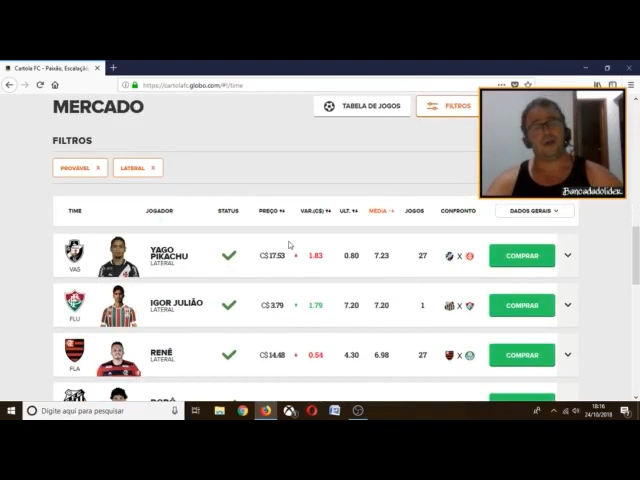 Cartola FC - Paixão, Escalaçã
https://cartolafc.globo.com/#!/time
MERCADO
TABELA DE JOGOS
FILTROS
FILTROS
PROVÁVEL X
LATERAL X
Bancadadolider
TIME JOGADOR STATUS PREÇO VAR.(C$) ULT. MÉDIA JOGOS CONFRONTO DADOS GERAIS
YAGO PIKACHU
LATERAL
VAS
C$ 17.53 1.83 0.80 7.23 27 X COMPRAR
IGOR JULIÃO
LATERAL
FLU
C$ 3.79 1.79 7.20 7.20 1 X COMPRAR
RENÊ
LATERAL
FLA
C$ 14.48 0.54 4.30 6.98 27 X COMPRAR
Digite aqui para pesquisar
18:16
24/10/2018